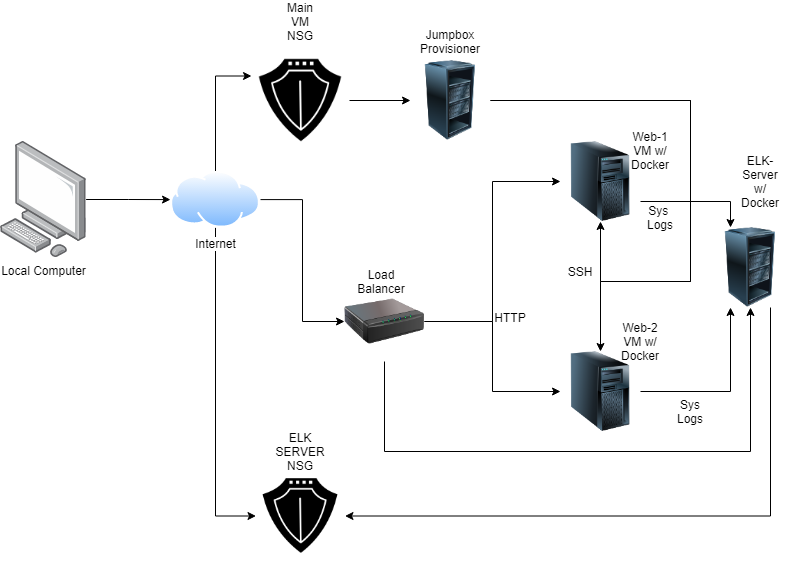 Main
VM
NSG
Jumpbox
Provisioner
Web-1
VM w/
Docker
ELK-
Server
w/
Docker
Sys
Logs
Internet
Local Computer
Load
Balancer
SSH
HTTP
Web-2
VM w/
Docker
Sys
Logs
ELK
SERVER
NSG